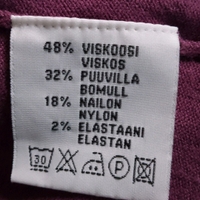 48% VISKOOSI
VISKOS
32% PUUVILLA
BOMULL
18% NAILON
NYLON
2% ELASTAANI
ELASTAN
30 P